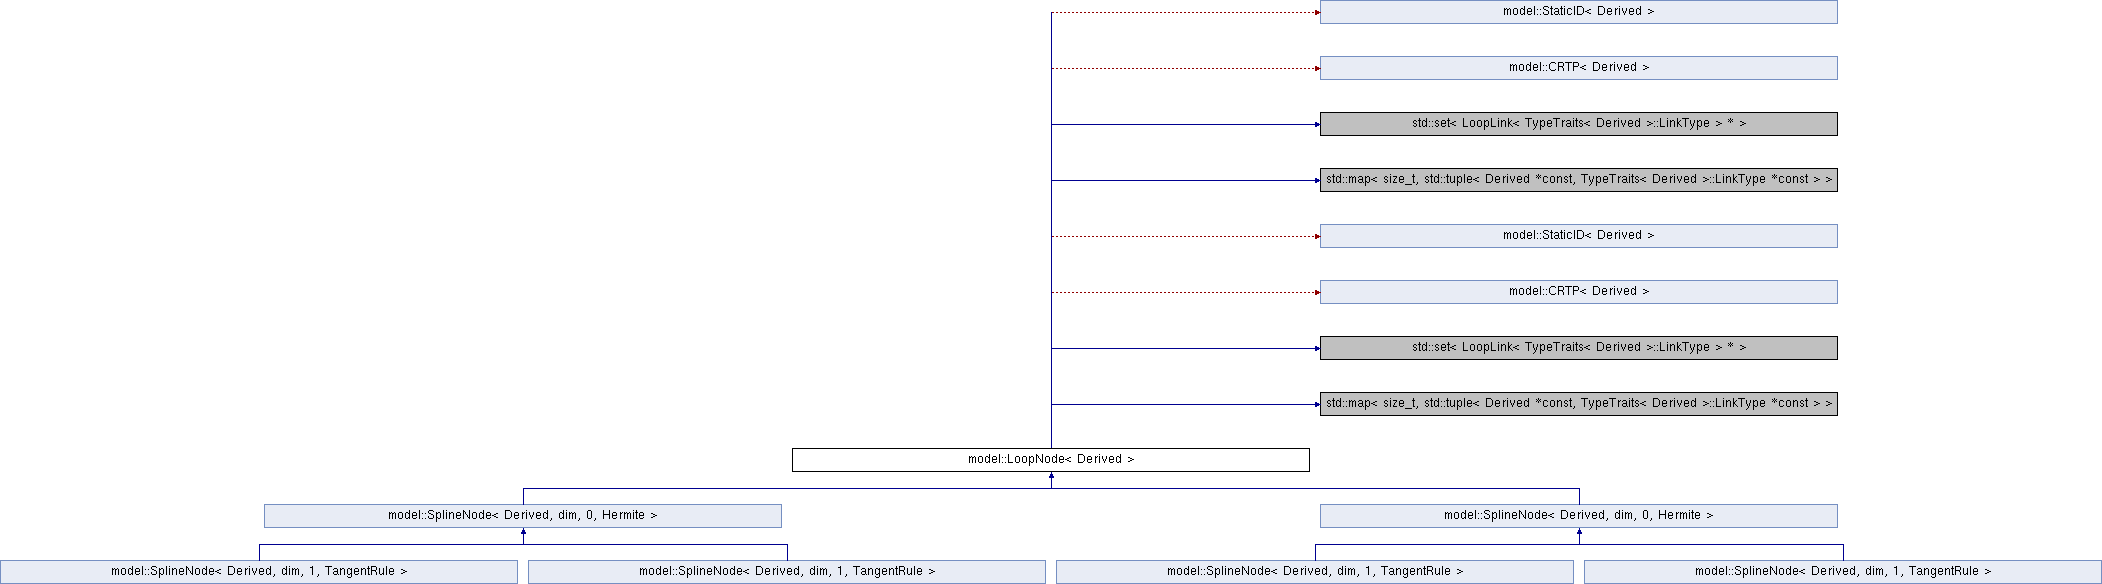 model::StaticID< Derived >
model::CRTP< Derived >
std::set< LoopLink< TypeTraits< Derived >::LinkType > * >
std::map< size_t, std::tuple< Derived *const, TypeTraits< Derived >::LinkType *const > >
model::StaticID< Derived >
model::CRTP< Derived >
std::set< LoopLink< TypeTraits< Derived >::LinkType > * >
std::map< size_t, std::tuple< Derived *const, TypeTraits< Derived >::LinkType *const > >
model::LoopNode< Derived >
model::SplineNode< Derived, dim, 0, Hermite >
model::SplineNode< Derived, dim, 0, Hermite >
model::SplineNode< Derived, dim, 1, TangentRule >
model::SplineNode< Derived, dim, 1, TangentRule >
model::SplineNode< Derived, dim, 1, TangentRule >
model::SplineNode< Derived, dim, 1, TangentRule >